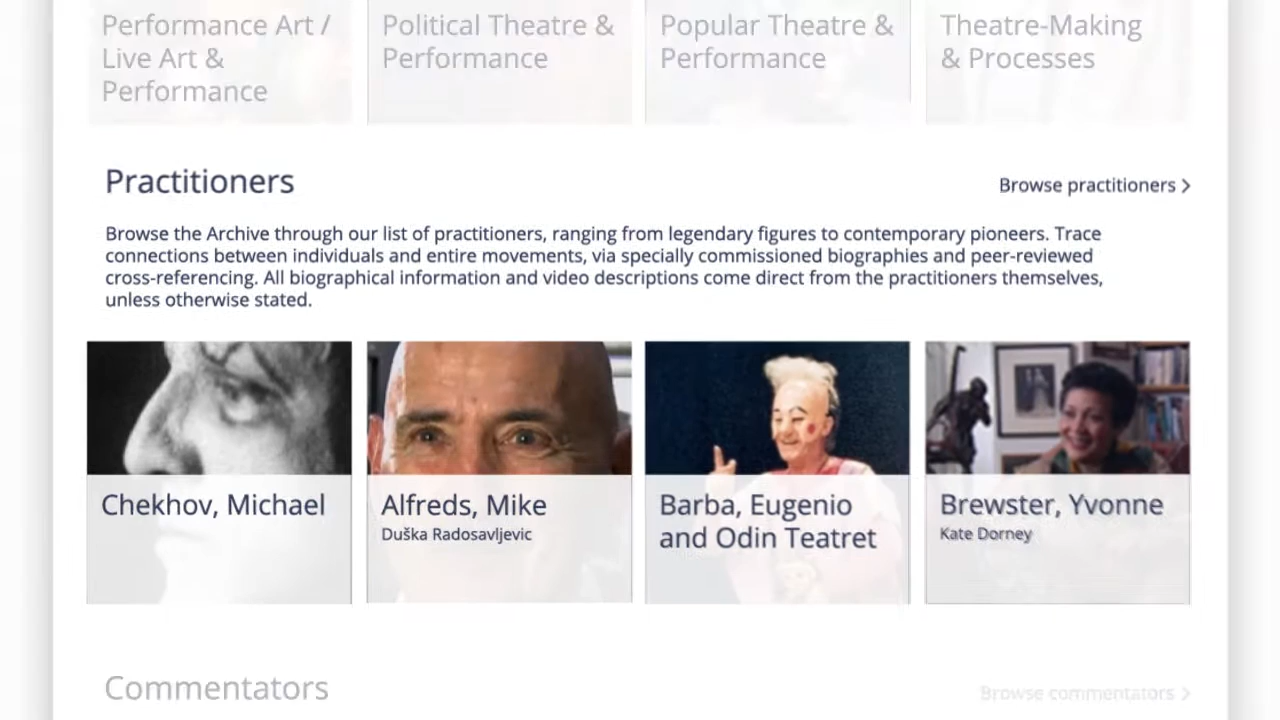 Performance Art /
Live Art &
Performance
Political Theatre &
Performance
Popular Theatre &
Performance
Theatre-Making
& Processes
Practitioners
Browse practitioners >
Browse the Archive through our list of practitioners, ranging from legendary figures to contemporary pioneers. Trace
connections between individuals and entire movements, via specially commissioned biographies and peer-reviewed
cross-referencing. All biographical information and video descriptions come direct from the practitioners themselves,
unless otherwise stated.
Chekhov, Michael
Alfreds, Mike
Duška Radosavljevic
Barba, Eugenio
and Odin Teatret
Brewster, Yvonne
Kate Dorney
Commentators
Browse commentators >